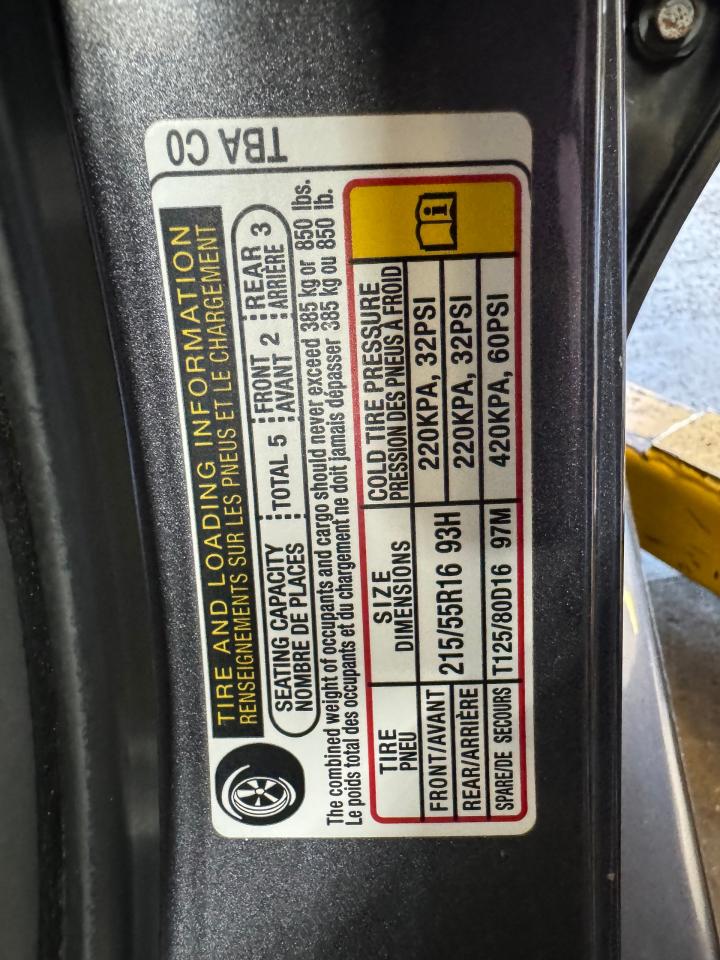 TBA C0
TIRE AND LOADING INFORMATION
RENSEIGNEMENTS SUR LES PNEUS ET LE CHARGEMENT
SEATING CAPACITY TOTAL 5 FRONT 2 REAR 3
NOMBRE DE PLACES AVANT ARRIÈRE
The combined weight of occupants and cargo should never exceed 385 kg or 850 lbs.
Le poids total des occupants et du chargement ne doit jamais dépasser 385 kg ou 850 lb.
TIRE SIZE COLD TIRE PRESSURE
PNEU DIMENSIONS PRESSION DES PNEUS À FROID
FRONT/AVANT 215/55R16 93H 220KPA, 32PSI
REAR/ARRIÈRE 220KPA, 32PSI
SPARE/DE SECOURS T125/80D16 97M 420KPA, 60PSI